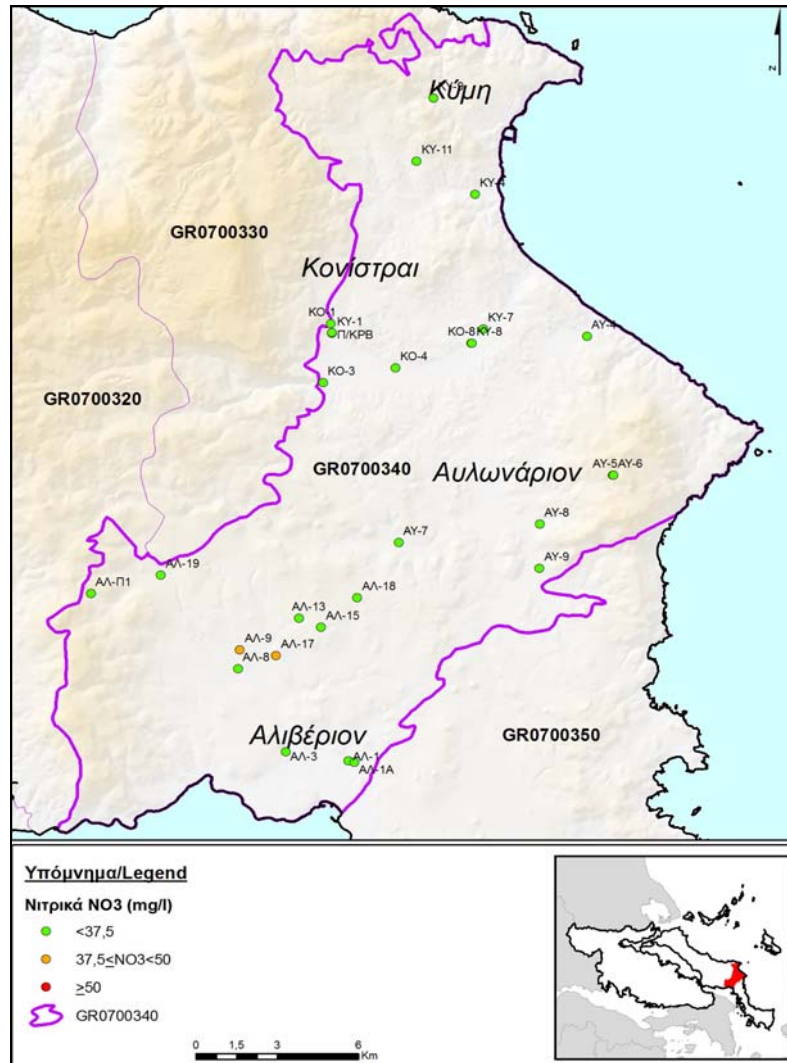 N
Κύμη
ΚΥ-11
ΚΥ-4
GR0700330
Κονίστραι
ΚΟ-1
ΚΥ-1
ΚΥ-7
Π/ΚΡΒ
ΚΟ-8
ΚΥ-8
ΑΥ-4
ΚΟ-4
ΚΟ-3
GR0700320
GR0700340
Αυλωνάριον
ΑΥ-5
ΑΥ-6
ΑΥ-8
ΑΥ-7
ΑΥ-9
ΑΛ-19
ΑΛ-Π1
ΑΛ-18
ΑΛ-13
ΑΛ-15
ΑΛ-9
ΑΛ-17
ΑΛ-8
Αλιβέριον
GR0700350
ΑΛ-3
ΑΛ-1
ΑΛ-1Α
Υπόμνημα/Legend
Νιτρικά NO3 (mg/l)
<37,5
37,5≤NO3<50
≥50
GR0700340
0 1,5 3 6
Km